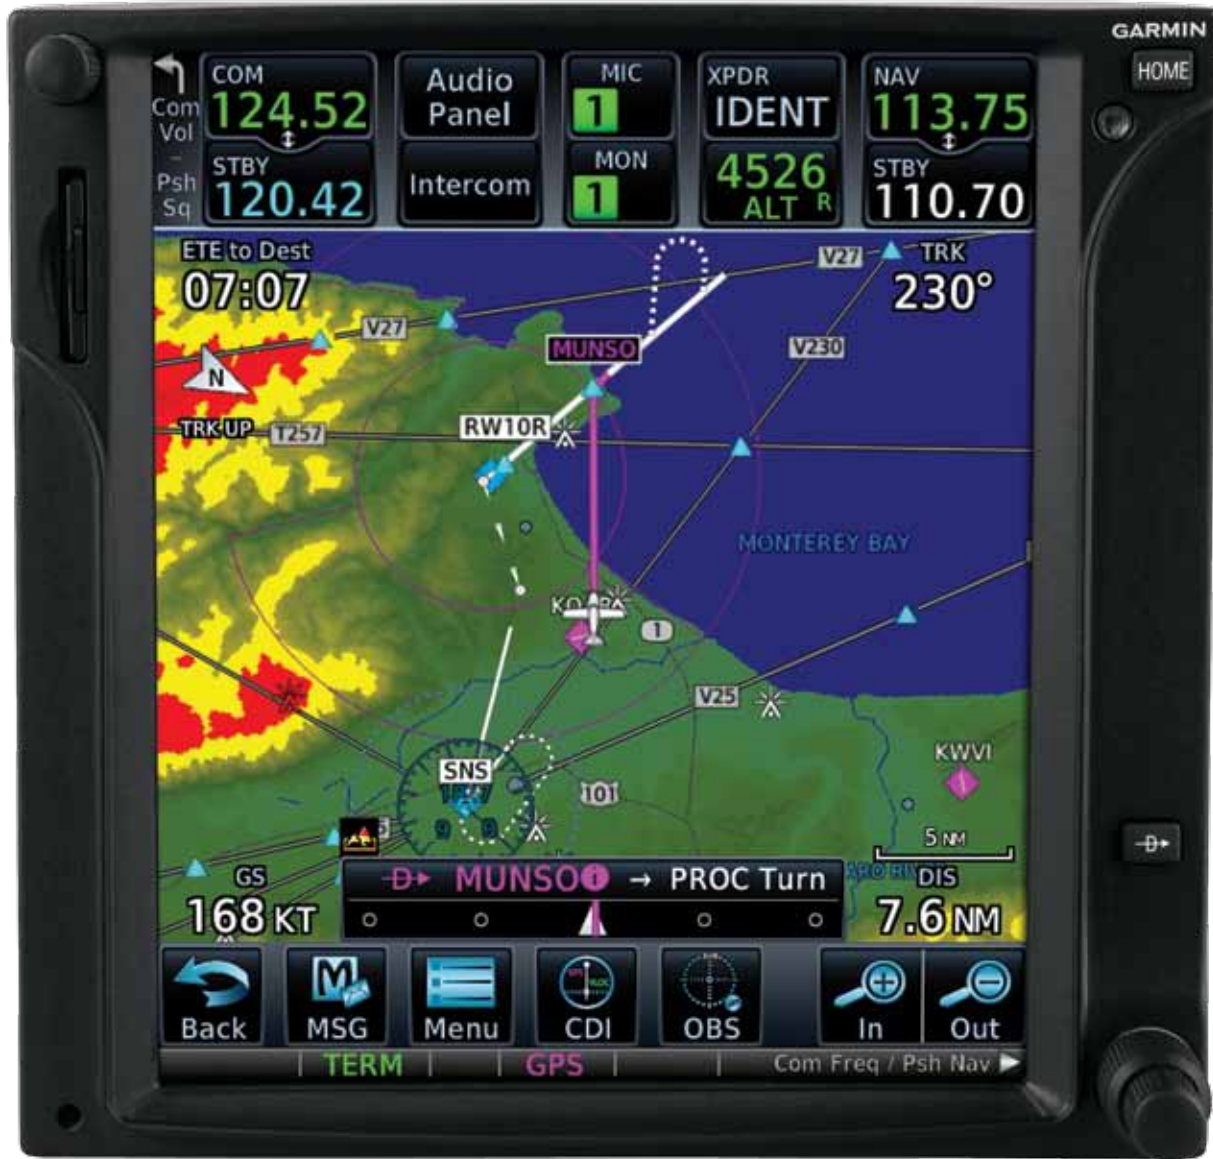 GARMIN
HOME
Com
Vol
–
Psh
Sq
COM
124.52
STBY
120.42
Audio
Panel
Intercom
MIC
1
MON
1
XPDR
IDENT
4526
ALT R
NAV
113.75
STBY
110.70
ETE to Dest
07:07
TRK
230°
V27
V27
MUNSO
V230
N
TRK UP
T257
RW10R
MONTEREY BAY
1
V25
KWVI
SNS
101
5 NM
GS
168 KT
D MUNSO i → PROC Turn
DIS
7.6 NM
D
Back
MSG
Menu
CDI
OBS
In
Out
TERM
GPS
Com Freq / Psh Nav